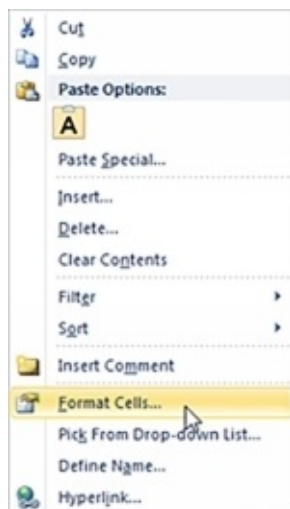 Cut
Copy
Paste Options:
A
Paste Special...
Insert...
Delete...
Clear Contents
Filter
Sort
Insert Comment
Format Cells...
Pick From Drop-down List...
Define Name...
Hyperlink...